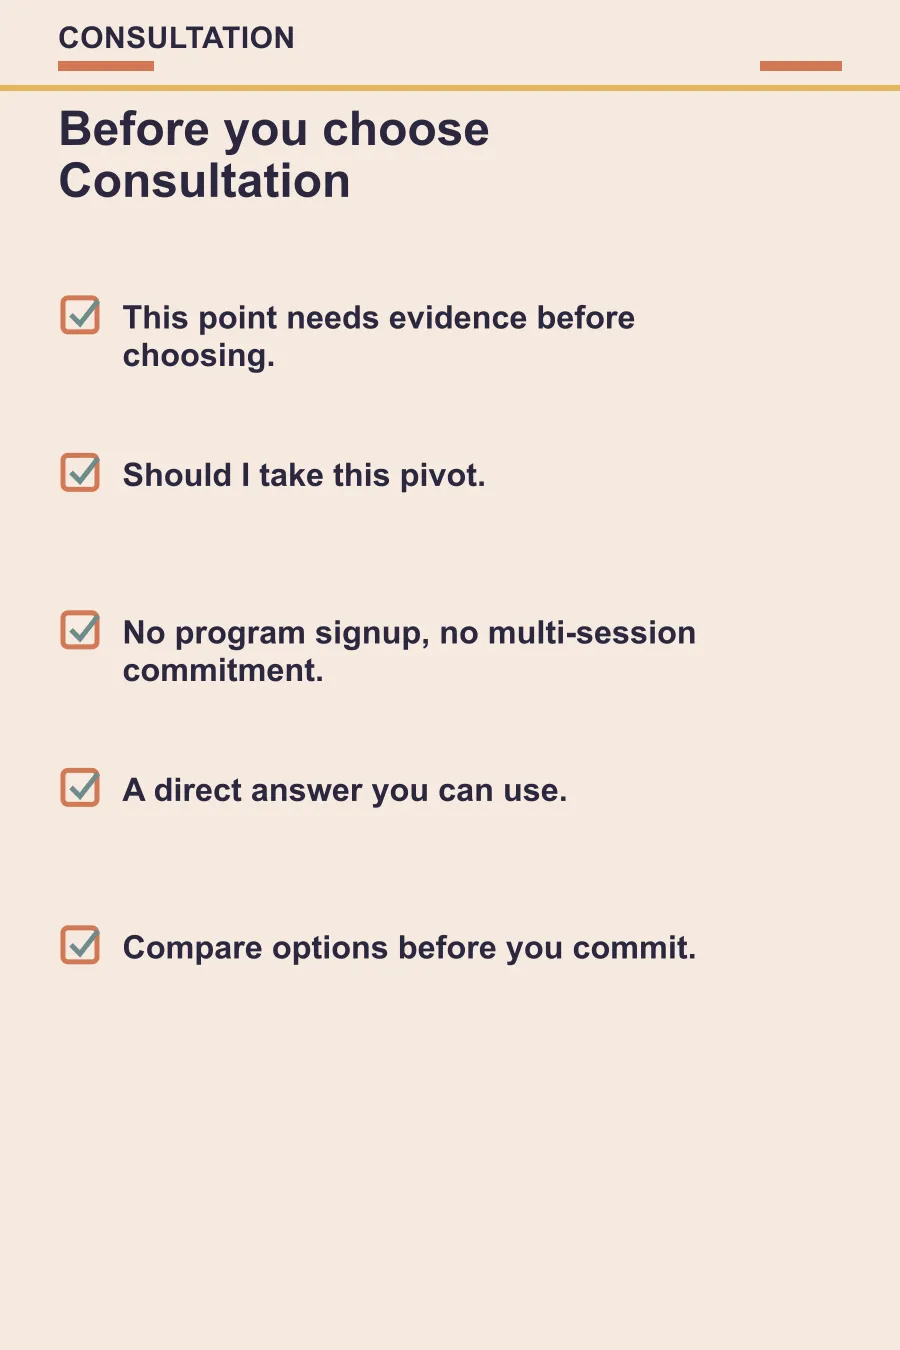 CONSULTATION
Before you choose
Consultation
This point needs evidence before
choosing.
Should I take this pivot.
No program signup, no multi-session
commitment.
A direct answer you can use.
Compare options before you commit.